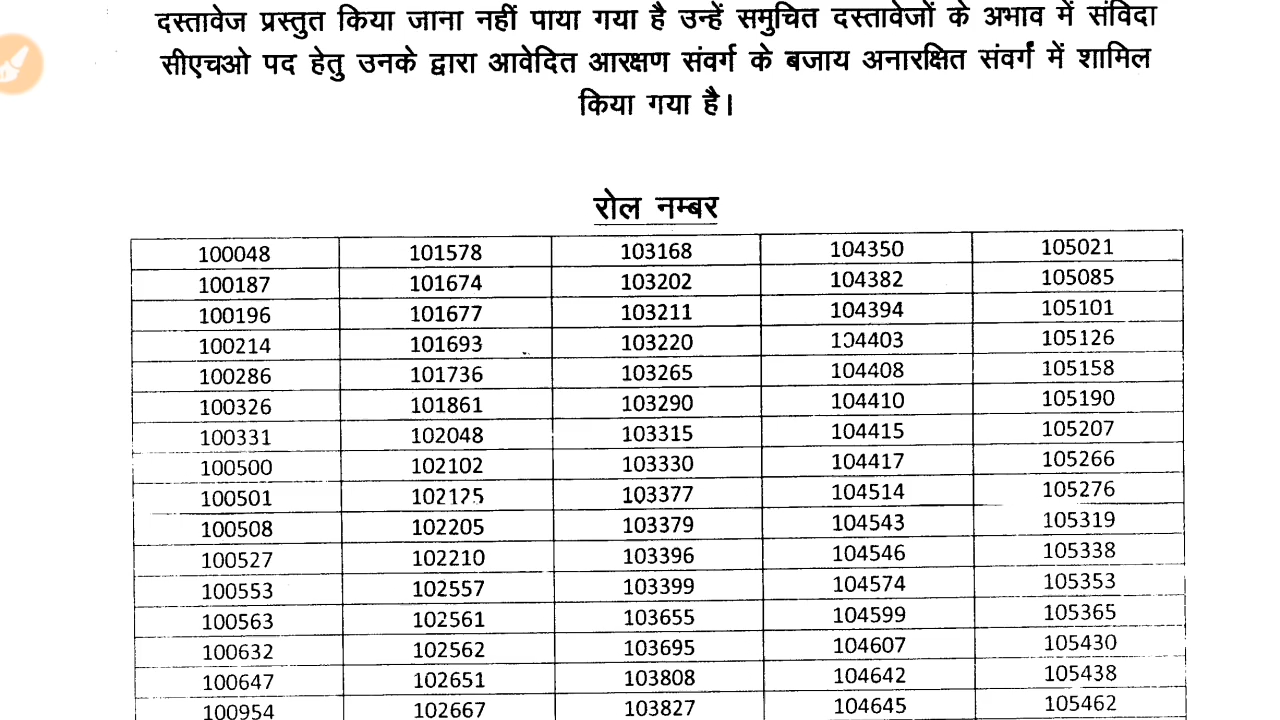 दस्तावेज प्रस्तुत किया जाना नहीं पाया गया है उन्हें समुचित दस्तावेजों के अभाव में संविदा
सीएचओ पद हेतु उनके द्वारा आवेदित आरक्षण संवर्ग के बजाय अनारक्षित संवर्ग में शामिल
किया गया है।
रोल नम्बर
100048 101578 103168 104350 105021
100187 101674 103202 104382 105085
100196 101677 103211 104394 105101
100214 101693 103220 104403 105126
100286 101736 103265 104408 105158
100326 101861 103290 104410 105190
100331 102048 103315 104415 105207
100500 102102 103330 104417 105266
100501 102125 103377 104514 105276
100508 102205 103379 104543 105319
100527 102210 103396 104546 105338
100553 102557 103399 104574 105353
100563 102561 103655 104599 105365
100632 102562 103695 104607 105430
100647 102651 103808 104642 105438
100954 102667 103827 104645 105462